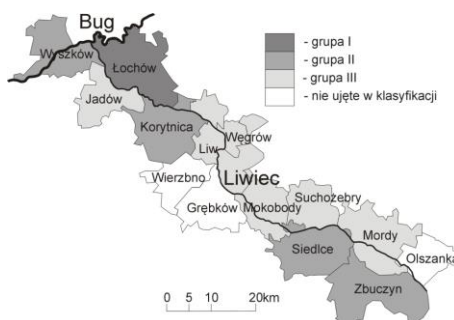 Bug
- grupa I
- grupa II
- grupa III
- nie ujęte w klasyfikacji
Wyszków
Łochów
Jadów
Korytnica
Węgrów
Liw
Wierzbno
Liwiec
Grębków
Mokobody
Suchożebry
Mordy
Siedlce
Olszanka
Zbuczyn
0 5 10 20km